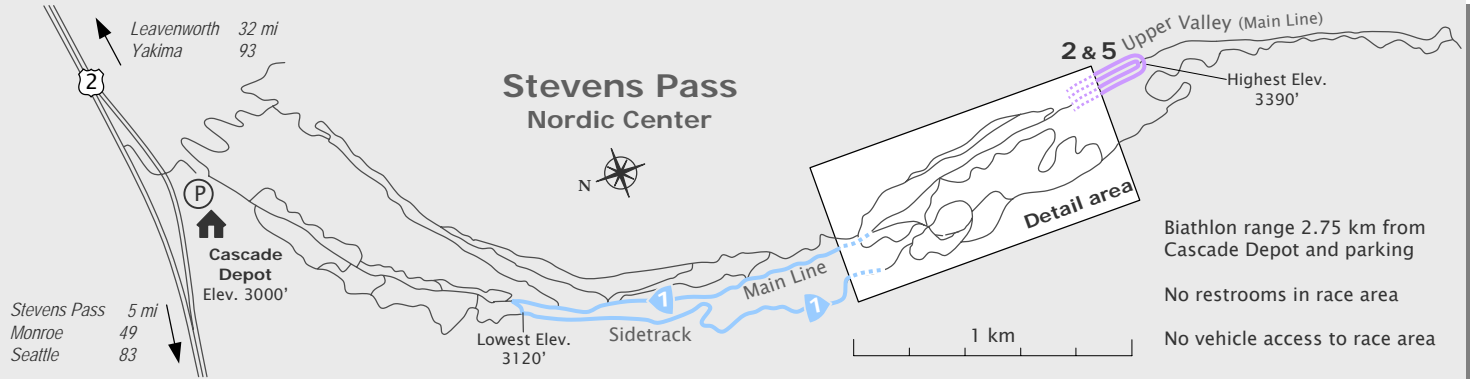 Leavenworth 32 mi
Yakima 93
2
Stevens Pass
Nordic Center
N
P
Cascade
Depot
Elev. 3000'
Stevens Pass 5 mi
Monroe 49
Seattle 83
Lowest Elev.
3120'
Sidetrack
1
Main Line
1
2 & 5
Upper Valley (Main Line)
Highest Elev.
3390'
Detail area
1 km
Biathlon range 2.75 km from
Cascade Depot and parking
No restrooms in race area
No vehicle access to race area